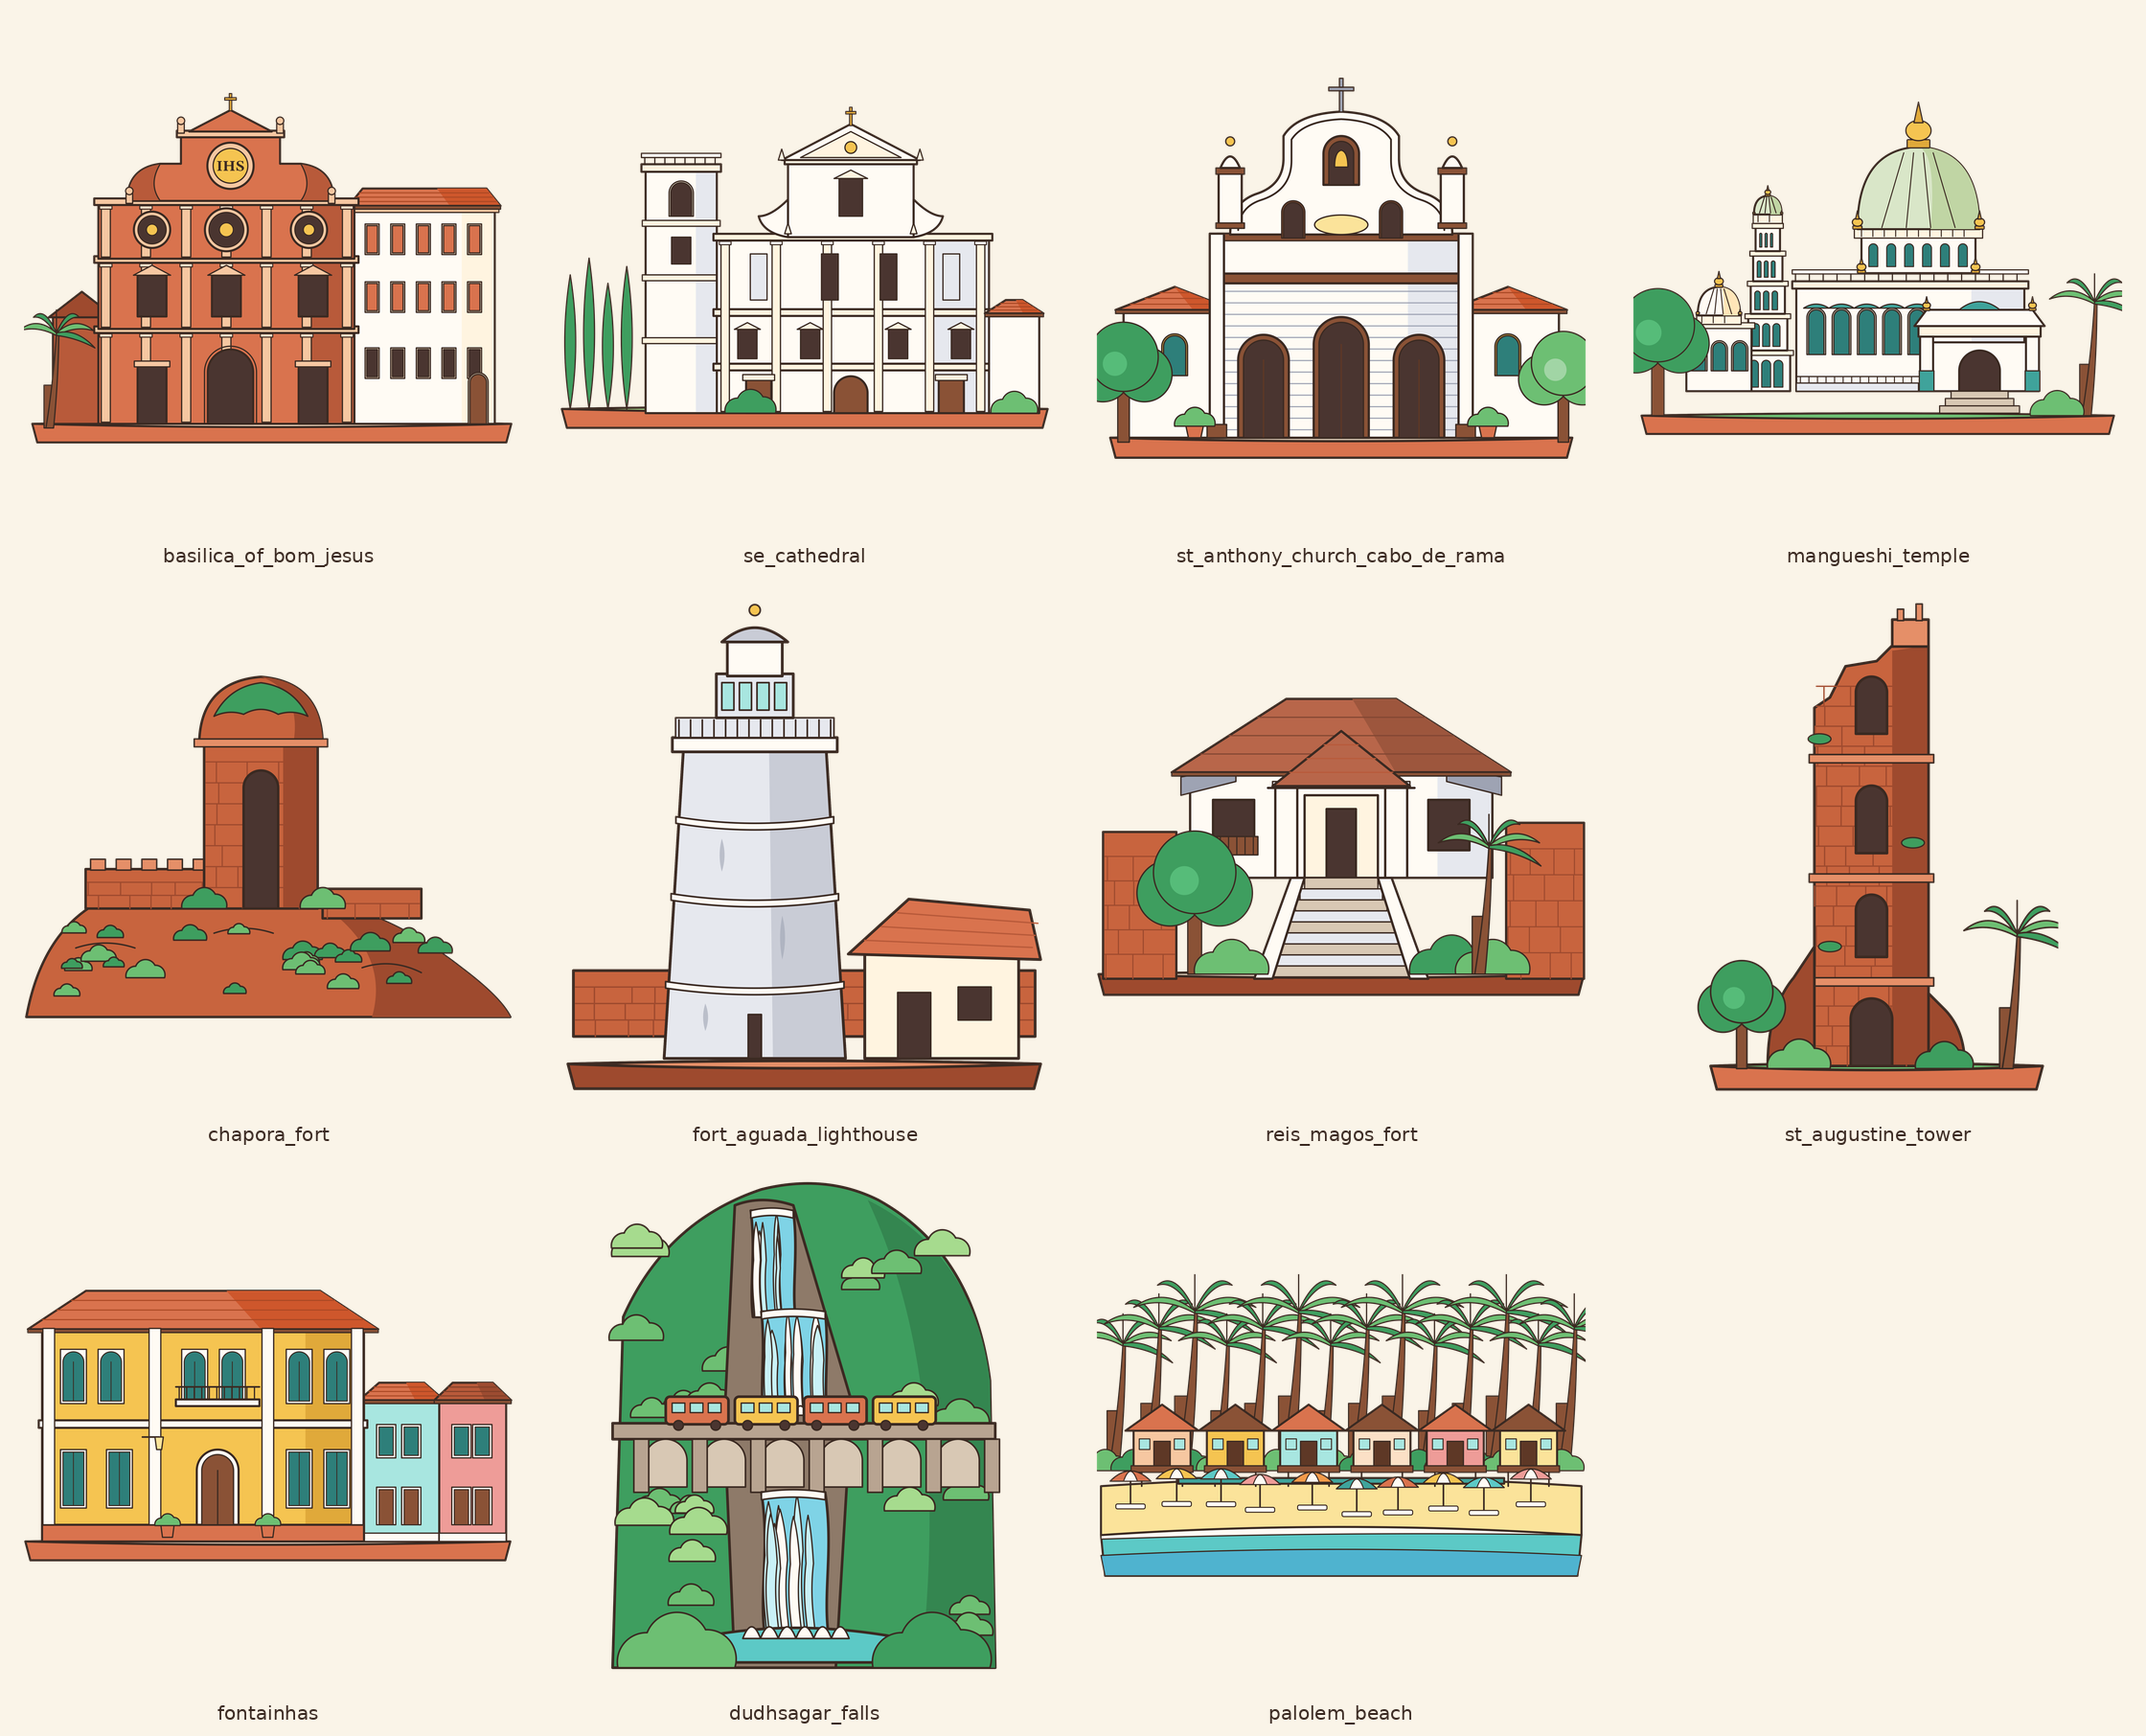 IHS
basilica_of_bom_jesus
se_cathedral
st_anthony_church_cabo_de_rama
mangueshi_temple
chapora_fort
fort_aguada_lighthouse
reis_magos_fort
st_augustine_tower
fontainhas
dudhsagar_falls
palolem_beach